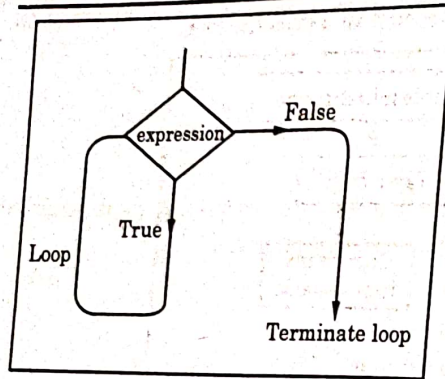 False
expression
True
Loop
Terminate loop